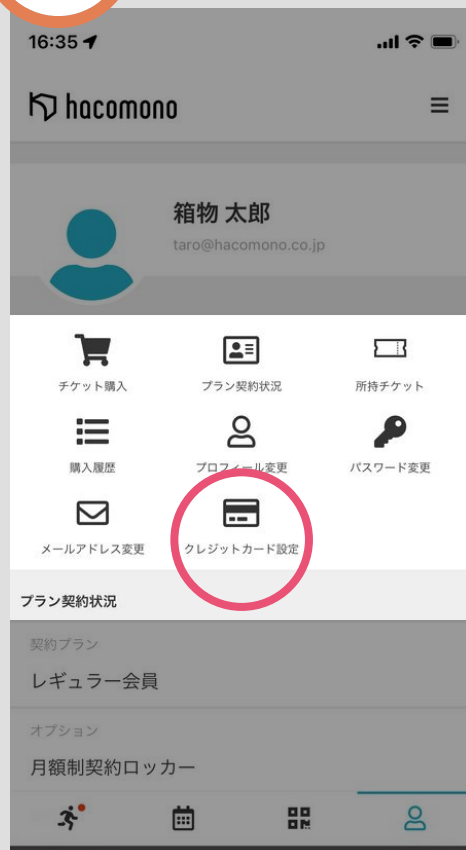 16:35
hacomono
箱物 太郎
taro@hacomono.co.jp
チケット購入
プラン契約状況
所持チケット
購入履歴
プロフィール変更
パスワード変更
メールアドレス変更
クレジットカード設定
プラン契約状況
契約プラン
レギュラー会員
オプション
月額制契約ロッカー